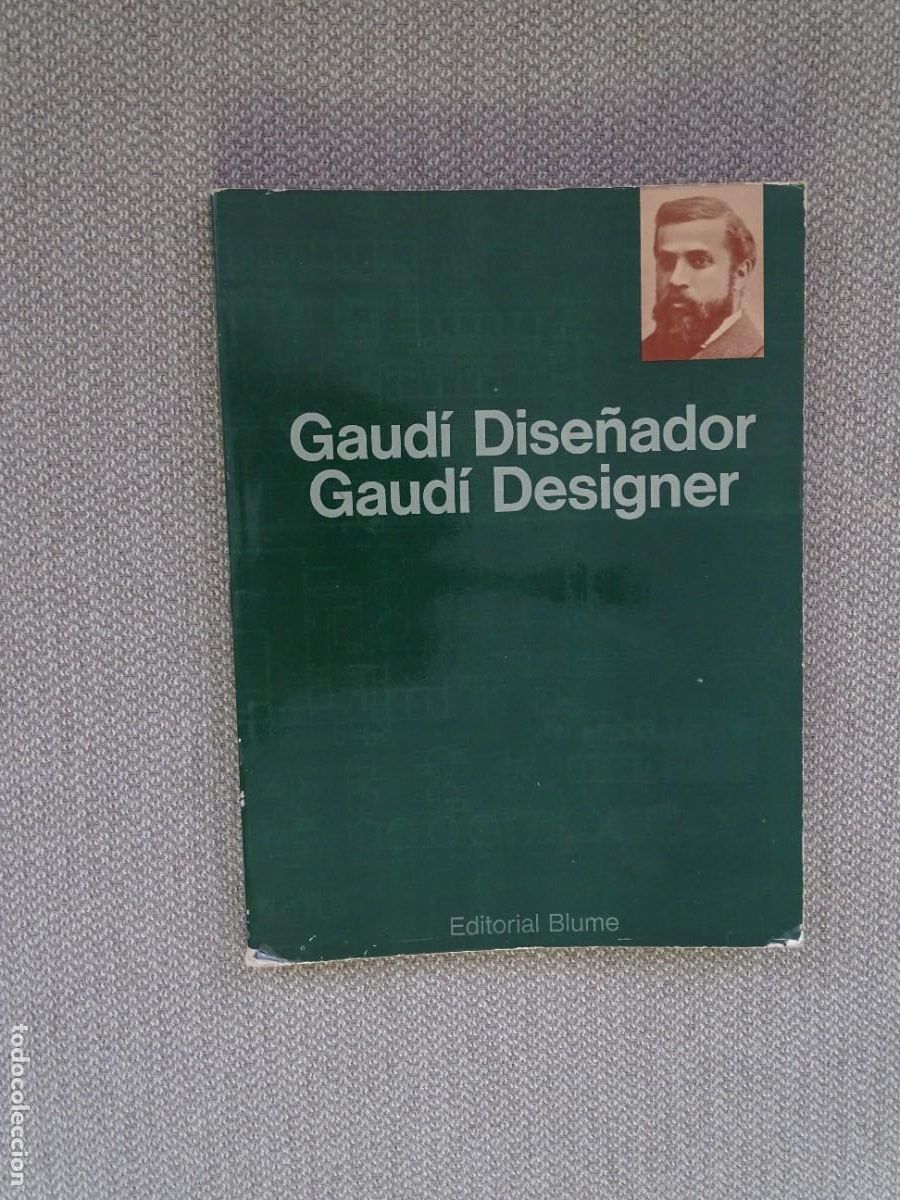 Gaudí Diseñador
Gaudí Designer
Editorial Blume
todocoleccion